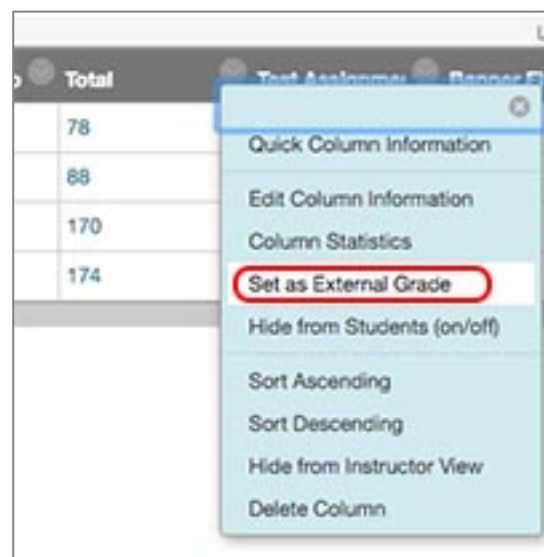 Total
78
Quick Column Information
88
Edit Column Information
170
Column Statistics
174
Set as External Grade
Hide from Students (on/off)
Sort Ascending
Sort Descending
Hide from Instructor View
Delete Column